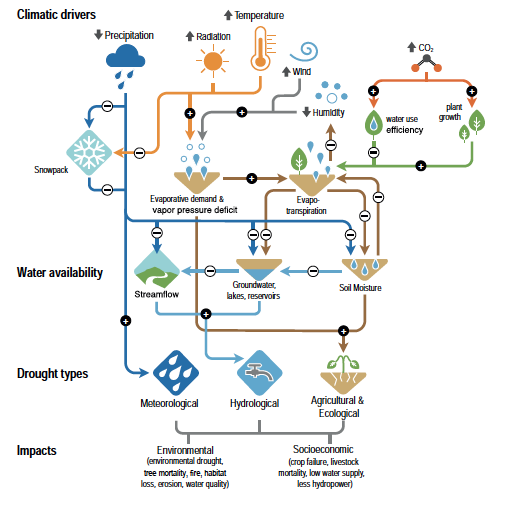 Climatic drivers
Temperature
Precipitation
Radiation
CO₂
Wind
Humidity
water use
efficiency
plant
growth
Snowpack
Evaporative demand &
vapor pressure deficit
Evapo-
transpiration
Water availability
Streamflow
Groundwater,
lakes, reservoirs
Soil Moisture
Drought types
Meteorological
Hydrological
Agricultural &
Ecological
Impacts
Environmental
(environmental drought,
tree mortality, fire, habitat
loss, erosion, water quality)
Socioeconomic
(crop failure, livestock
mortality, low water supply,
less hydropower)